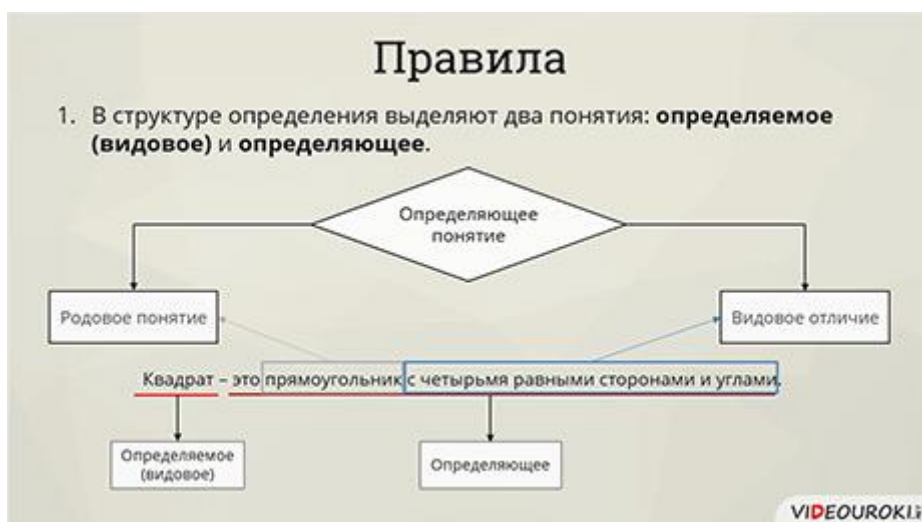 Правила
1. В структуре определения выделяют два понятия: определяемое
(видовое) и определяющее.
Определяющее
понятие
Родовое понятие
Видовое отличие
Квадрат – это прямоугольник с четырьмя равными сторонами и углами.
Определяемое
(видовое)
Определяющее
VIDEOUROKI.